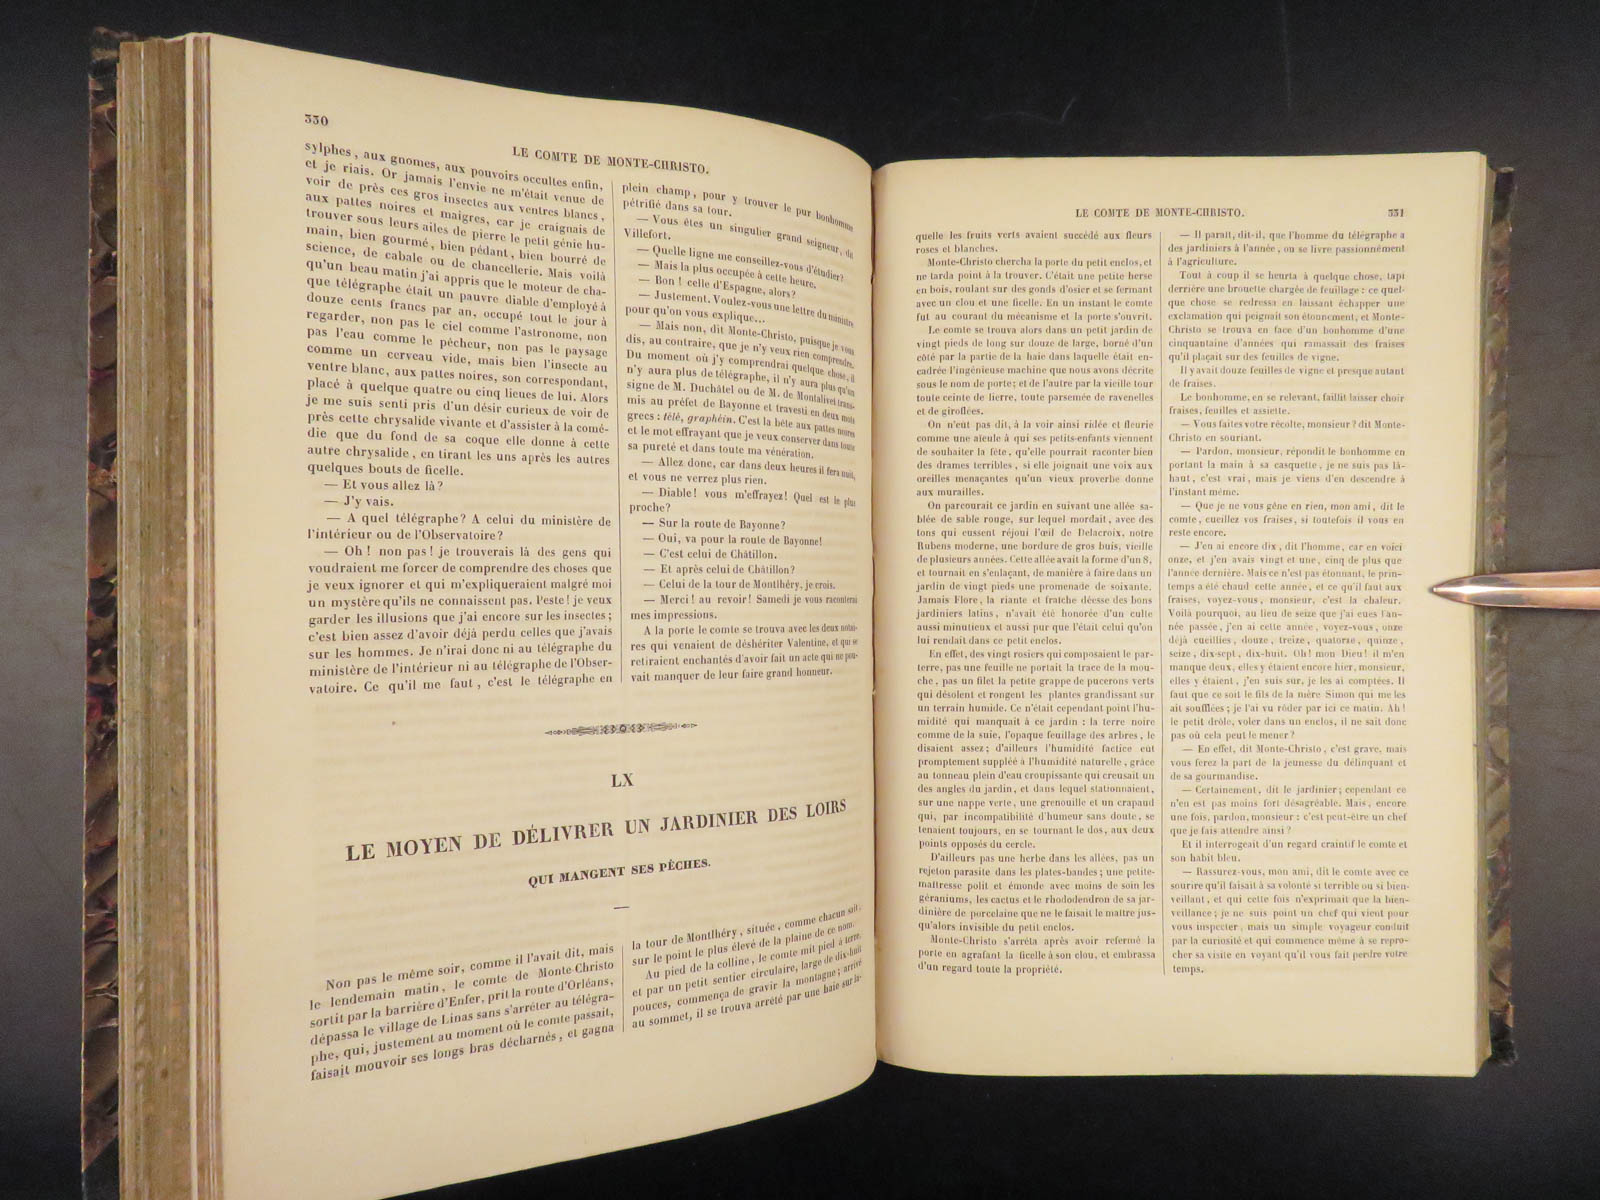 330
LE COMTE DE MONTE-CHRISTO.
sylphes, aux gnomes, aux pouvoirs occultes enfin,
et je riais. Or jamais l'envie ne m'était venue de
voir de près ces gros insectes aux ventres blancs,
aux pattes noires et maigres, car je craignais de
trouver sous leurs ailes de pierre le petit génie hu-
main, bien gourmé, bien pédant, bien bourré de
science, de cabale ou de chancellerie. Mais voilà
qu'un beau matin j'ai appris que le moteur de cha-
que télégraphe était un pauvre diable d'employé à
douze cents francs par an, occupé tout le jour à
regarder, non pas le ciel comme l'astronome, non
pas l'eau comme le pêcheur, non pas le paysage
comme un cerveau vide, mais bien l'insecte au
ventre blanc, aux pattes noires, son correspondant,
placé à quelque quatre ou cinq lieues de lui. Alors
je me suis senti pris d'un désir curieux de voir de
près cette chrysalide vivante et d'assister à la comé-
die que du fond de sa coque elle donne à cette
autre chrysalide, en tirant les uns après les autres
quelques bouts de ficelle.
— Et vous allez là?
— J'y vais.
— A quel télégraphe? A celui du ministère de
l'intérieur ou de l'Observatoire?
— Oh! non pas! je trouverais là des gens qui
voudraient me forcer de comprendre des choses que
je veux ignorer et qui m'expliqueraient malgré moi
un mystère qu'ils ne connaissent pas. Peste! je veux
garder les illusions que j'ai encore sur les insectes;
c'est bien assez d'avoir déjà perdu celles que j'avais
sur les hommes. Je n'irai donc ni au télégraphe du
ministère de l'intérieur ni au télégraphe de l'Obser-
vatoire. Ce qu'il me faut, c'est le télégraphe en
plein champ, pour y trouver le pur bonhomme
pétrifié dans sa tour.
— Vous êtes un singulier grand seigneur, dit
Villefort.
— Quelle ligne me conseillez-vous d'étudier?
— Mais la plus occupée à cette heure.
— Bon! celle d'Espagne, alors?
— Justement. Voulez-vous une lettre du ministre
pour qu'on vous explique...
— Mais non, dit Monte-Christo, puisque je vous
dis, au contraire, que je n'y veux rien comprendre.
Du moment où j'y comprendrai quelque chose, il
n'y aura plus de télégraphe, il n'y aura plus qu'un
signe de M. Duchâtel ou de M. de Montalivet trans-
mis au préfet de Bayonne et travesti en deux mots
grecs : télé, graphéin. C'est la bête aux pattes noires
et le mot effrayant que je veux conserver dans toute
sa pureté et dans toute ma vénération.
— Allez donc, car dans deux heures il fera nuit,
et vous ne verrez plus rien.
— Diable! vous m'effrayez! Quel est le plus
proche?
— Sur la route de Bayonne?
— Oui, va pour la route de Bayonne!
— C'est celui de Châtillon.
— Et après celui de Châtillon?
— Celui de la tour de Montlhéry, je crois.
— Merci! au revoir! Samedi je vous raconterai
mes impressions.
A la porte le comte se trouva avec les deux notai-
res qui venaient de déshériter Valentine, et qui se
retiraient enchantés d'avoir fait un acte qui ne pou-
vait manquer de leur faire grand honneur.
LX
LE MOYEN DE DÉLIVRER UN JARDINIER DES LOIRS
QUI MANGENT SES PÊCHES.
Non pas le même soir, comme il l'avait dit, mais
le lendemain matin, le comte de Monte-Christo
sortit par la barrière d'Enfer, prit la route d'Orléans,
dépassa le village de Linas sans s'arrêter au télégra-
phe, qui, justement au moment où le comte passait,
faisait mouvoir ses longs bras décharnés, et gagna
la tour de Montlhéry, située, comme chacun sait,
sur le point le plus élevé de la plaine de ce nom.
Au pied de la colline, le comte mit pied à terre,
et par un petit sentier circulaire, large de dix-huit
pouces, commença de gravir la montagne; arrivé
au sommet, il se trouva arrêté par une haie sur la-
LE COMTE DE MONTE-CHRISTO.
331
quelle les fruits verts avaient succédé aux fleurs
roses et blanches.
Monte-Christo chercha la porte du petit enclos, et
ne tarda point à la trouver. C'était une petite herse
en bois, roulant sur des gonds d'osier et se fermant
avec un clou et une ficelle. En un instant le comte
fut au courant du mécanisme et la porte s'ouvrit.
Le comte se trouva alors dans un petit jardin de
vingt pieds de long sur douze de large, borné d'un
côté par la partie de la haie dans laquelle était en-
cadrée l'ingénieuse machine que nous avons décrite
sous le nom de porte; et de l'autre par la vieille tour
toute ceinte de lierre, toute parsemée de ravenelles
et de giroflées.
On n'eût pas dit, à la voir ainsi ridée et fleurie
comme une aïeule à qui ses petits-enfants viennent
de souhaiter la fête, qu'elle pourrait raconter bien
des drames terribles, si elle joignait une voix aux
oreilles menaçantes qu'un vieux proverbe donne
aux murailles.
On parcourait ce jardin en suivant une allée sa-
blée de sable rouge, sur lequel mordait, avec des
tons qui eussent réjoui l'œil de Delacroix, notre
Rubens moderne, une bordure de gros buis, vieille
de plusieurs années. Cette allée avait la forme d'un 8,
et tournait en s'enlaçant, de manière à faire dans un
jardin de vingt pieds une promenade de soixante.
Jamais Flore, la riante et fraîche déesse des bons
jardiniers latins, n'avait été honorée d'un culte
aussi minutieux et aussi pur que l'était celui qu'on
lui rendait dans ce petit enclos.
En effet, des vingt rosiers qui composaient le par-
terre, pas une feuille ne portait la trace de la mou-
che, pas un filet la petite grappe de pucerons verts
qui désolent et rongent les plantes grandissant sur
un terrain humide. Ce n'était cependant point l'hu-
midité qui manquait à ce jardin : la terre noire
comme de la suie, l'opaque feuillage des arbres, le
disaient assez; d'ailleurs l'humidité factice eût
promptement suppléé à l'humidité naturelle, grâce
au tonneau plein d'eau croupissante qui creusait un
des angles du jardin, et dans lequel stationnaient,
sur une nappe verte, une grenouille et un crapaud
qui, par incompatibilité d'humeur sans doute, se
tenaient toujours, en se tournant le dos, aux deux
points opposés du cercle.
D'ailleurs pas une herbe dans les allées, pas un
rejeton parasite dans les plates-bandes; une petite-
maîtresse polit et émonde avec moins de soin les
géraniums, les cactus et le rhododendron de sa jar-
dinière de porcelaine que ne le faisait le maître jus-
qu'alors invisible du petit enclos.
Monte-Christo s'arrêta après avoir refermé la
porte en agrafant la ficelle à son clou, et embrassa
d'un regard toute la propriété.
— Il paraît, dit-il, que l'homme du télégraphe a
des jardiniers à l'année, ou se livre passionnément
à l'agriculture.
Tout à coup il se heurta à quelque chose, tapi
derrière une brouette chargée de feuillage : ce quel-
que chose se redressa en laissant échapper une
exclamation qui peignait son étonnement, et Monte-
Christo se trouva en face d'un bonhomme d'une
cinquantaine d'années qui ramassait des fraises
qu'il plaçait sur des feuilles de vigne.
Il y avait douze feuilles de vigne et presque autant
de fraises.
Le bonhomme, en se relevant, faillit laisser choir
fraises, feuilles et assiette.
— Vous faites votre récolte, monsieur? dit Monte-
Christo en souriant.
— Pardon, monsieur, répondit le bonhomme en
portant la main à sa casquette, je ne suis pas là-
haut, c'est vrai, mais je viens d'en descendre à
l'instant même.
— Que je ne vous gêne en rien, mon ami, dit le
comte, cueillez vos fraises, si toutefois il vous en
reste encore.
— J'en ai encore dix, dit l'homme, car en voici
onze, et j'en avais vingt et une, cinq de plus que
l'année dernière. Mais ce n'est pas étonnant, le prin-
temps a été chaud cette année, et ce qu'il faut aux
fraises, voyez-vous, monsieur, c'est la chaleur.
Voilà pourquoi, au lieu de seize que j'ai eues l'an-
née passée, j'en ai cette année, voyez-vous, onze
déjà cueillies, douze, treize, quatorze, quinze,
seize, dix-sept, dix-huit. Oh! mon Dieu! il m'en
manque deux, elles y étaient encore hier, monsieur,
elles y étaient, j'en suis sur, je les ai comptées. Il
faut que ce soit le fils de la mère Simon qui me les
ait soufflées; je l'ai vu rôder par ici ce matin. Ah!
le petit drôle, voler dans un enclos, il ne sait donc
pas où cela peut le mener?
— En effet, dit Monte-Christo, c'est grave, mais
vous ferez la part de la jeunesse du délinquant et
de sa gourmandise.
— Certainement, dit le jardinier; cependant ce
n'en est pas moins fort désagréable. Mais, encore
une fois, pardon, monsieur : c'est peut-être un chef
que je fais attendre ainsi?
Et il interrogeait d'un regard craintif le comte et
son habit bleu.
— Rassurez-vous, mon ami, dit le comte avec ce
sourire qu'il faisait à sa volonté si terrible ou si bien-
veillant, et qui cette fois n'exprimait que la bien-
veillance; je ne suis point un chef qui vient pour
vous inspecter, mais un simple voyageur conduit
par la curiosité et qui commence même à se repro-
cher sa visite en voyant qu'il vous fait perdre votre
temps.